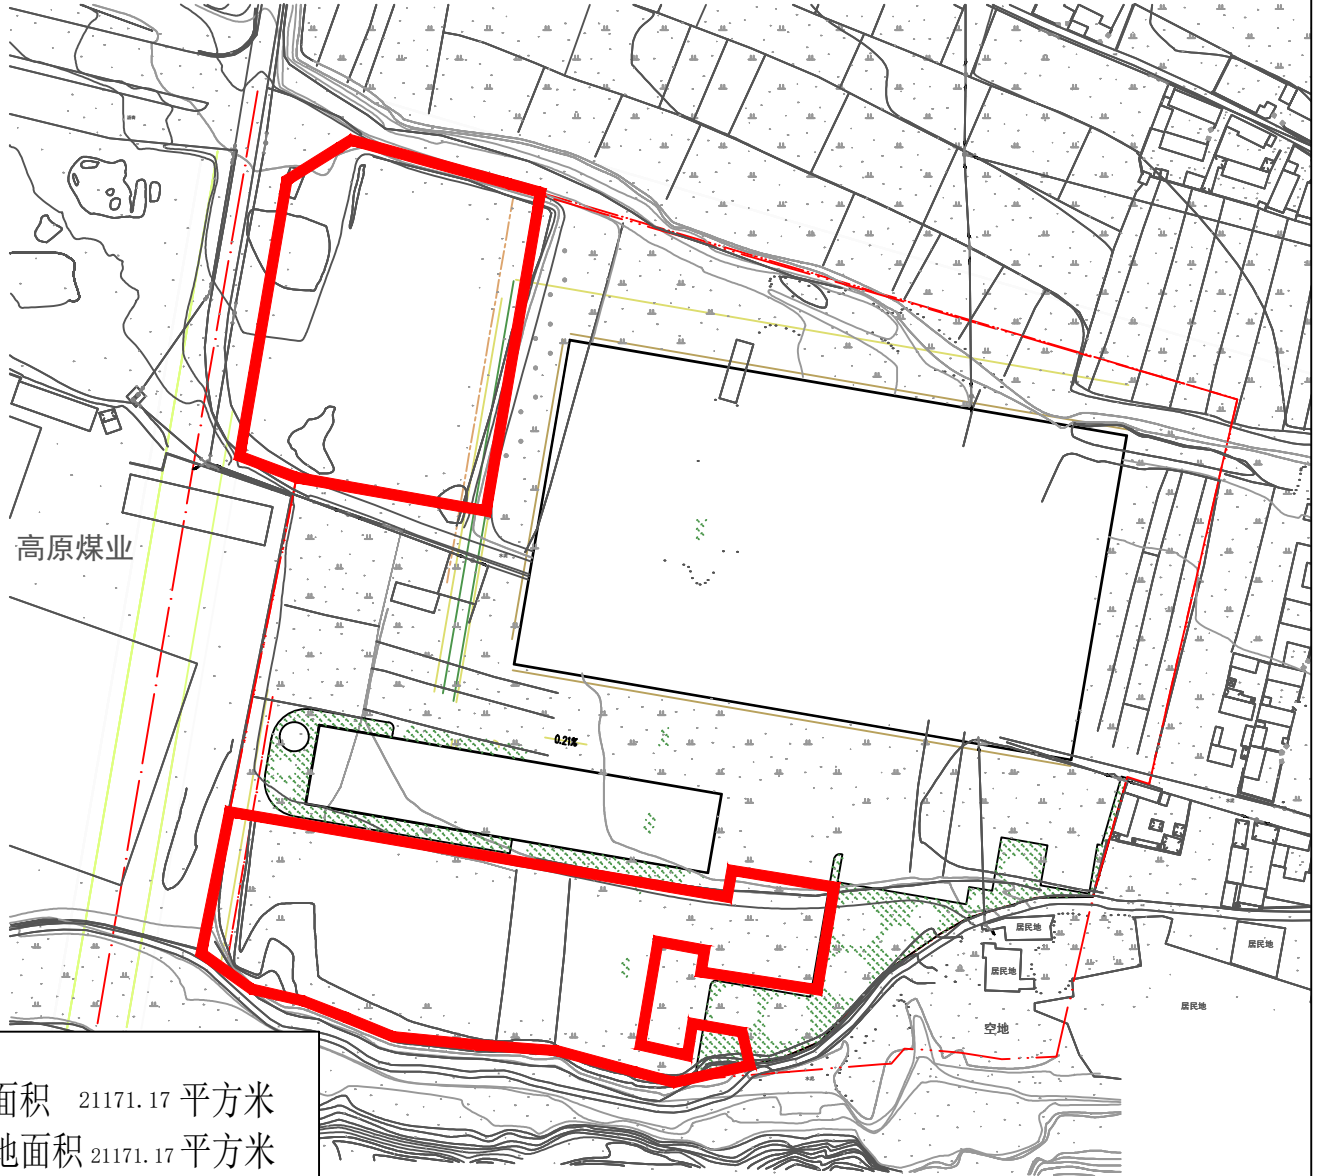 高原煤业
0.21%
居民地
居民地
居民地
居民地
空地
面积 21171.17 平方米
地面积 21171.17 平方米